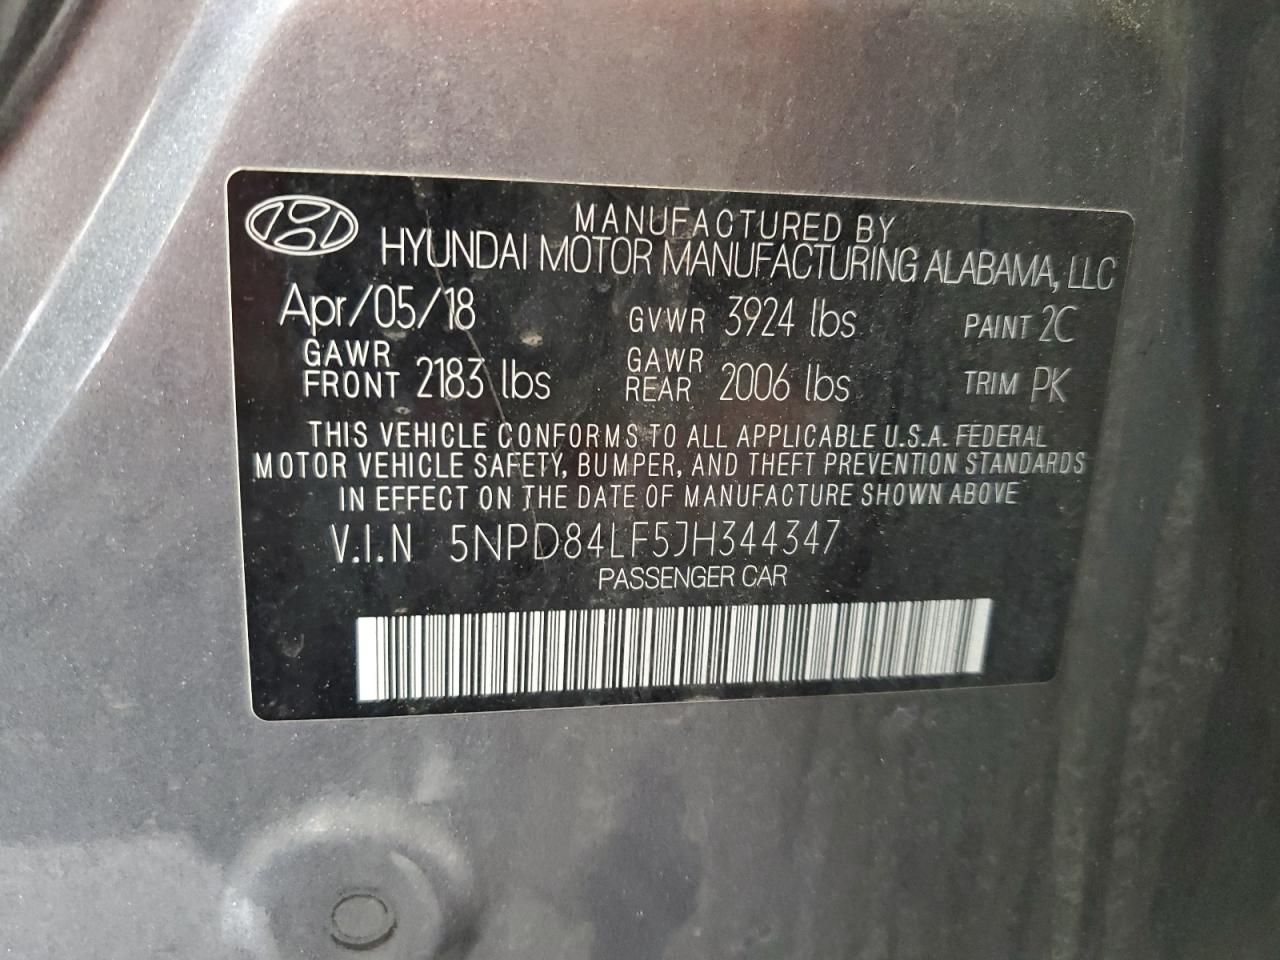 MANUFACTURED BY
HYUNDAI MOTOR MANUFACTURING ALABAMA, LLC
Apr/05/18 GVWR 3924 lbs PAINT 2C
GAWR FRONT 2183 lbs GAWR REAR 2006 lbs TRIM PK
THIS VEHICLE CONFORMS TO ALL APPLICABLE U.S.A. FEDERAL
MOTOR VEHICLE SAFETY, BUMPER, AND THEFT PREVENTION STANDARDS
IN EFFECT ON THE DATE OF MANUFACTURE SHOWN ABOVE
V.I.N 5NPD84LF5JH344347
PASSENGER CAR